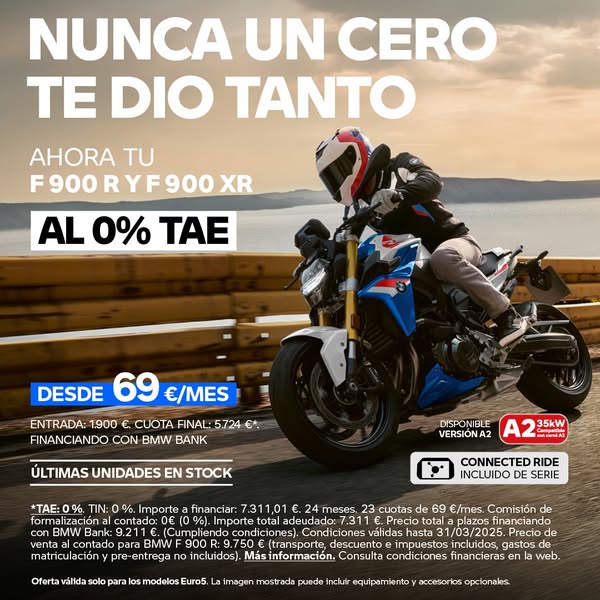 NUNCA UN CERO
TE DIO TANTO
AHORA TU
F 900 R Y F 900 XR
AL 0% TAE
DESDE 69 €/MES
ENTRADA: 1.900 €. CUOTA FINAL: 5.724 €*.
FINANCIANDO CON BMW BANK
ÚLTIMAS UNIDADES EN STOCK
DISPONIBLE
VERSIÓN A2
A2 35kW
Compatible
con carné A2
CONNECTED RIDE
INCLUIDO DE SERIE
*TAE: 0 %. TIN: 0 %. Importe a financiar: 7.311,01 €. 24 meses. 23 cuotas de 69 €/mes. Comisión de
formalización al contado: 0€ (0 %). Importe total adeudado: 7.311 €. Precio total a plazos financiando
con BMW Bank: 9.211 €. (Cumpliendo condiciones). Condiciones válidas hasta 31/03/2025. Precio de
venta al contado para BMW F 900 R: 9.750 € (transporte, descuento e impuestos incluidos, gastos de
matriculación y pre-entrega no incluidos). Más información. Consulta condiciones financieras en la web.
Oferta válida solo para los modelos Euro5. La imagen mostrada puede incluir equipamiento y accesorios opcionales.